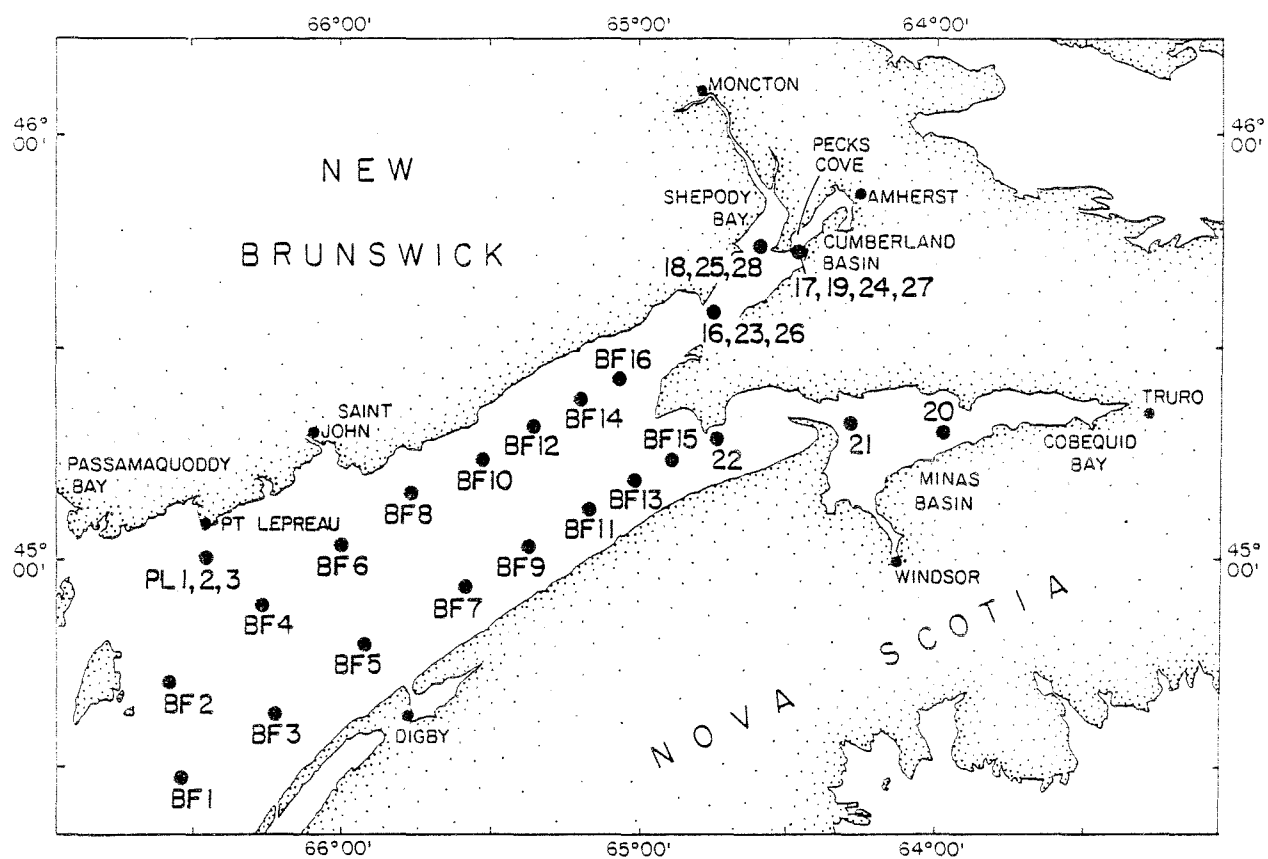 66°00' 65°00' 64°00'
MONCTON
46°
00'
46°
00'
NEW
PECKS
COVE
AMHERST
SHEPODY
BAY
BRUNSWICK
CUMBERLAND
BASIN
18, 25, 28
17, 19, 24, 27
16, 23, 26
BF16
BF14
TRURO
SAINT
JOHN
BF12
BF15
22
21
20
COBEQUID
BAY
PASSAMAQUODDY
BAY
BF10
BF13
MINAS
BASIN
BF8
BF11
PT LEPREAU
BF6
BF9
45°
00'
45°
00'
PL1, 2, 3
WINDSOR
BF7
BF4
BF5
NOVA SCOTIA
BF2
BF3
DIGBY
BF1
66°00' 65°00' 64°00'